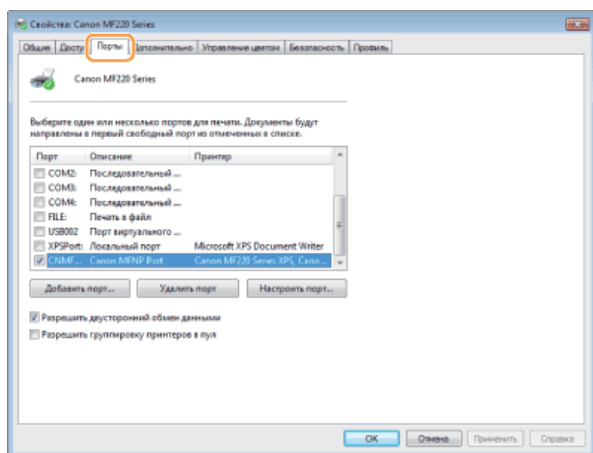 Свойства: Canon MF220 Series
Общие Досту Порты Дополнительно Управление цветом Безопасность Профиль
Canon MF220 Series
Выберите один или несколько портов для печати. Документы будут
направлены в первый свободный порт из отмеченных в списке.
Порт Описание Принтер
COM2: Последовательный ...
COM3: Последовательный ...
COM4: Последовательный ...
FILE: Печать в файл
USB002 Порт виртуального ...
XPSPort: Локальный порт Microsoft XPS Document Writer
CNMF... Canon MFNP Port Canon MF220 Series XPS, Cano...
Добавить порт... Удалить порт Настроить порт...
Разрешить двусторонний обмен данными
Разрешить группировку принтеров в пул
OK Отмена Применить Справка